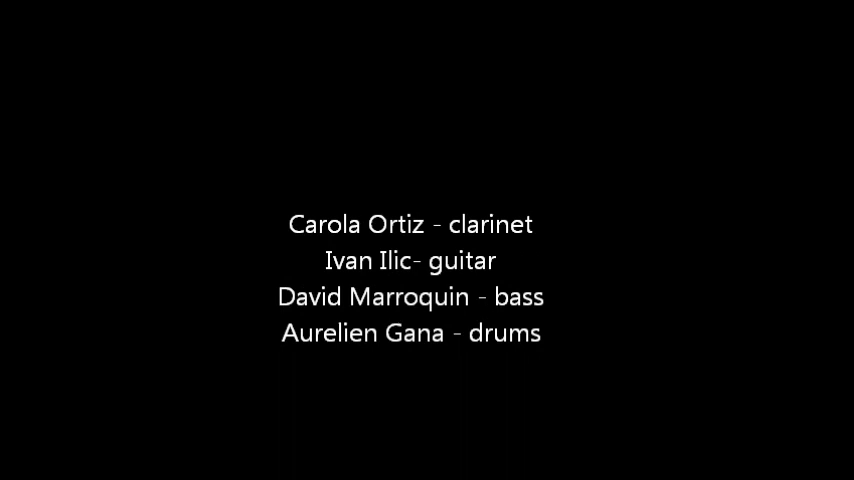 Carola Ortiz - clarinet
Ivan Ilic- guitar
David Marroquin - bass
Aurelien Gana - drums